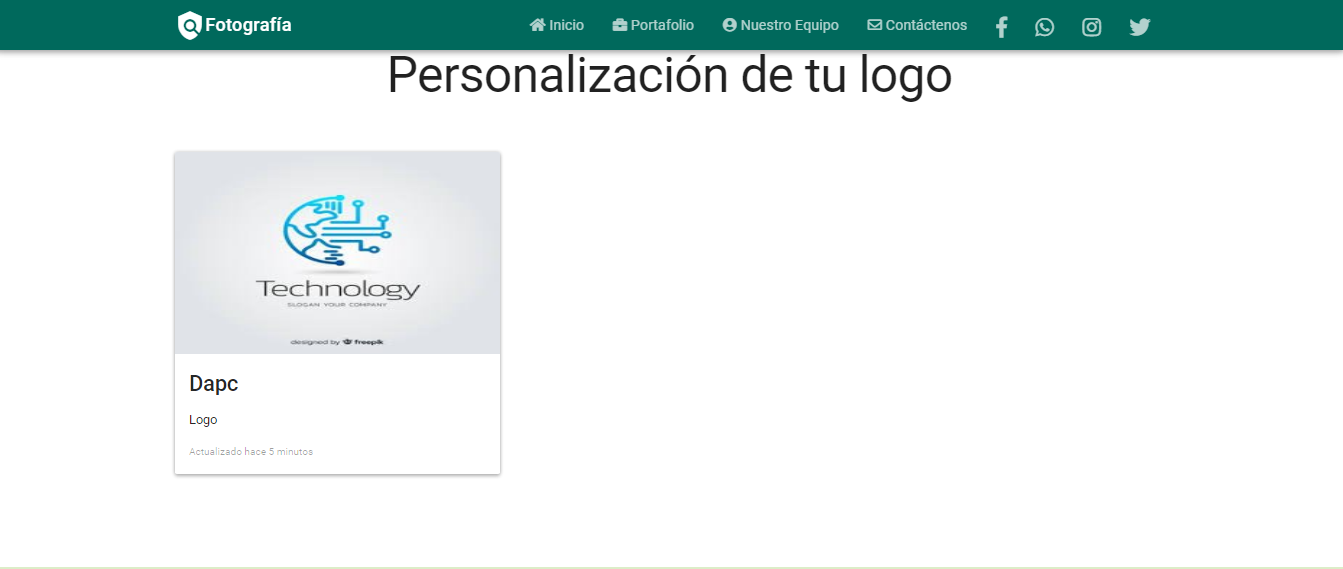 Fotografía
Inicio Portafolio Nuestro Equipo Contáctenos
Personalización de tu logo
Technology
SLOGAN YOUR COMPANY
designed by freepik
Dapc
Logo
Actualizado hace 5 minutos